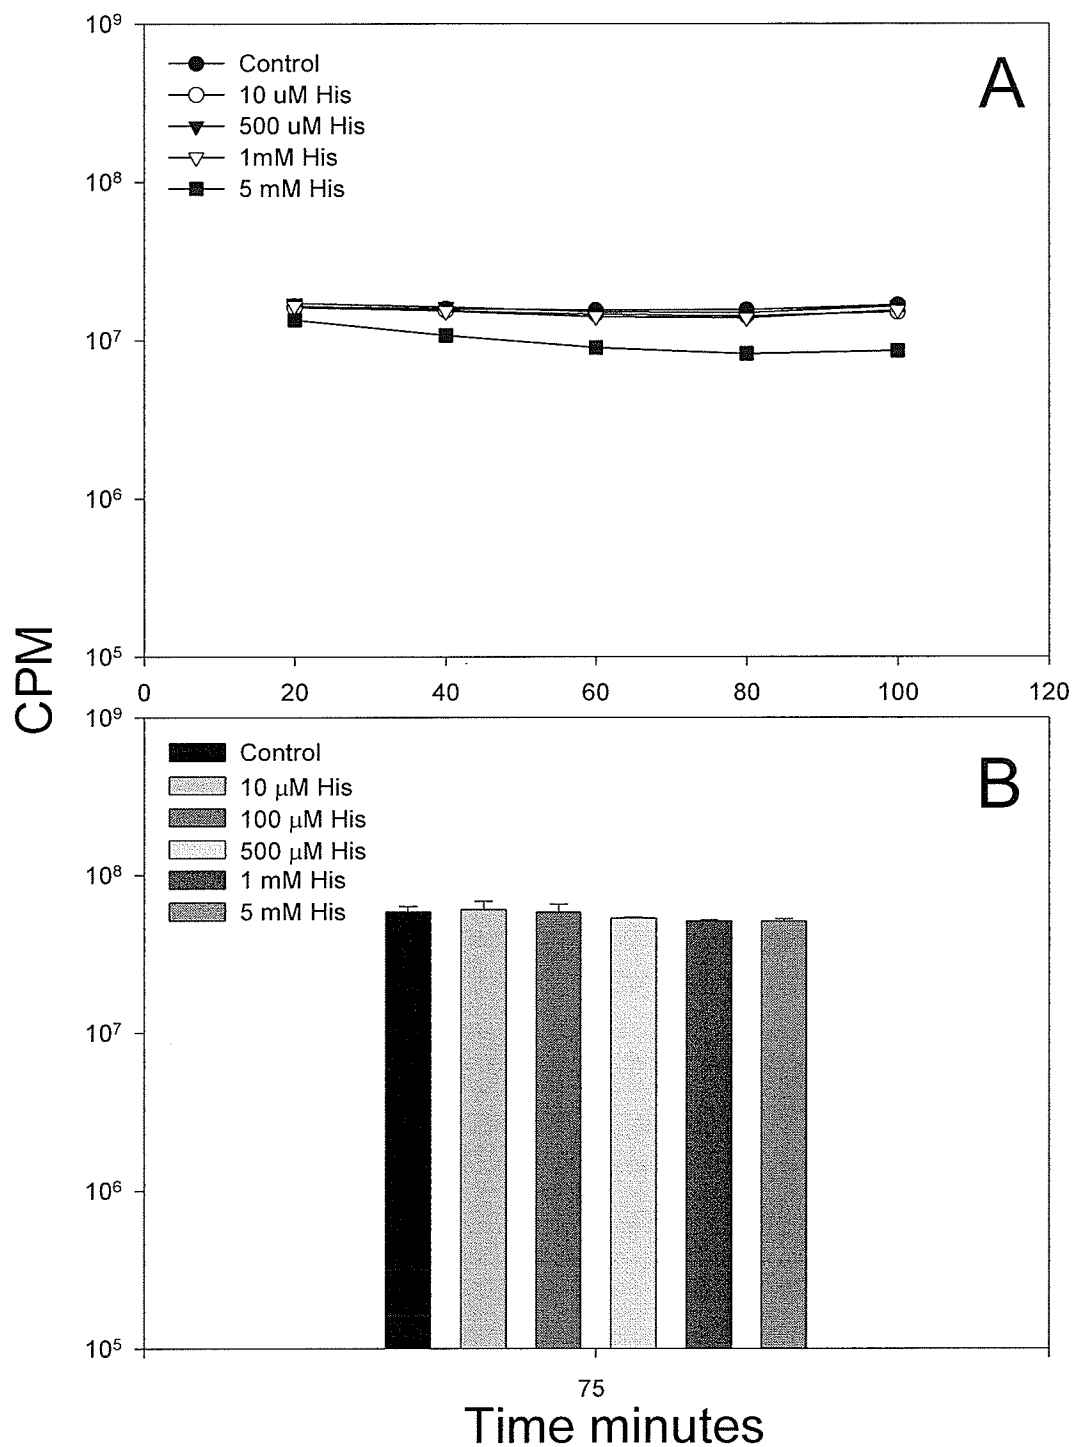 10⁹
Control
A
10 uM His
500 uM His
1mM His
10⁸
5 mM His
10⁷
10⁶
10⁵
0 20 40 60 80 100 120
CPM
10⁹
Control
B
10 µM His
100 µM His
500 µM His
10⁸
1 mM His
5 mM His
10⁷
10⁶
10⁵
75
Time minutes